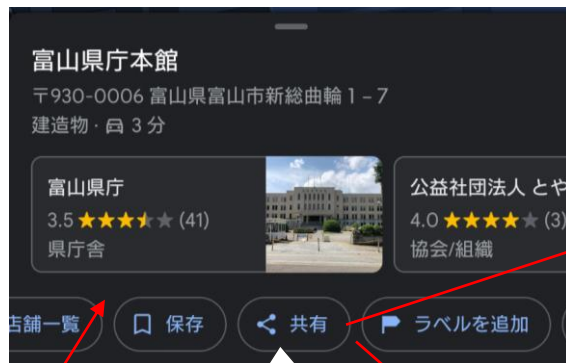 富山県庁本館
〒930-0006 富山県富山市新総曲輪1−7
建造物・ 3 分
富山県庁
3.5 (41)
県庁舎
公益社団法人 とや
4.0 (3)
協会/組織
店舗一覧
保存
共有
ラベルを追加